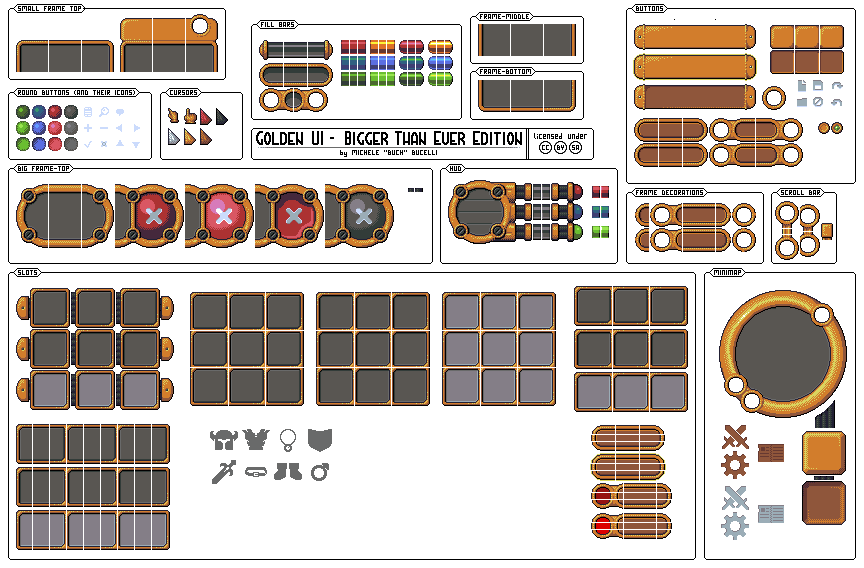 SMALL FRAME TOP
FILL BARS
FRAME-MIDDLE
BUTTONS
FRAME-BOTTOM
ROUND BUTTONS (AND THEIR ICONS)
CURSORS
GOLDEN UI - BIGGER THAN EVER EDITION
by MICHELE "BUCH" BUCELLI
licensed under
CC BY SA
BIG FRAME-TOP
HUD
FRAME DECORATIONS
SCROLL BAR
SLOTS
MINIMAP